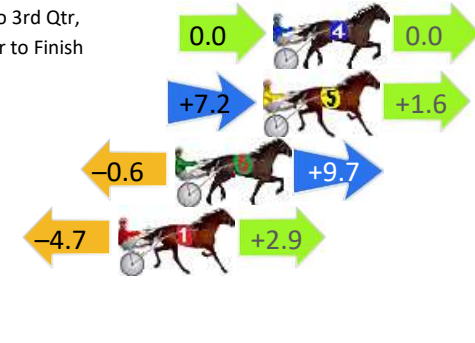 o 3rd Qtr,
r to Finish
0.0 4 0.0
+7.2 5 +1.6
–0.6 +9.7
–4.7 1 +2.9